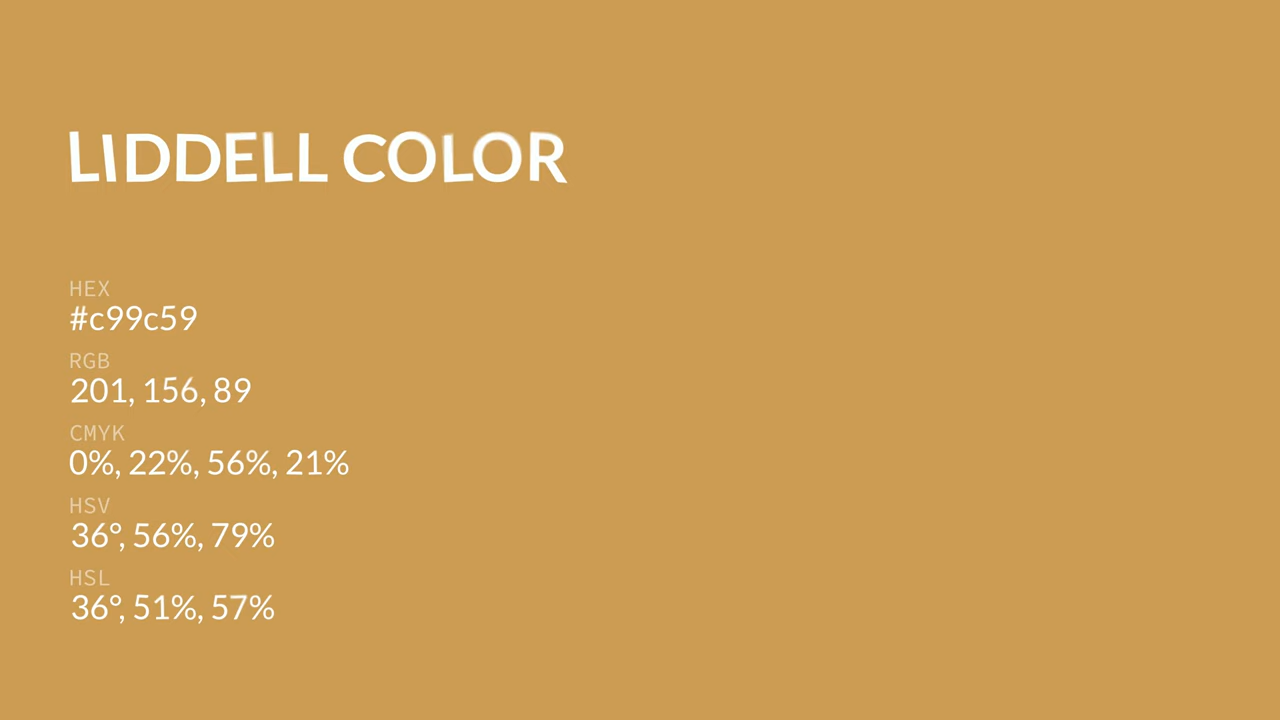 LIDDELL COLOR
HEX
#c99c59
RGB
201, 156, 89
CMYK
0%, 22%, 56%, 21%
HSV
36°, 56%, 79%
HSL
36°, 51%, 57%